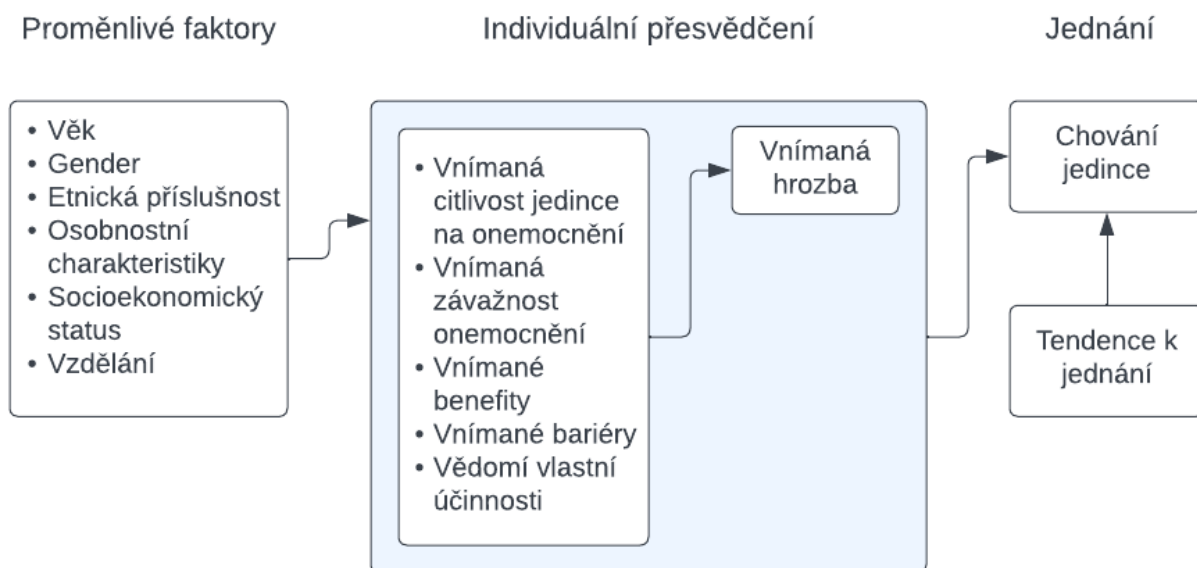 Proměnlivé faktory
Individuální přesvědčení
Jednání
• Věk
• Gender
• Etnická příslušnost
• Osobnostní
charakteristiky
• Socioekonomický
status
• Vzdělání
• Vnímaná
citlivost jedince
na onemocnění
• Vnímaná
závažnost
onemocnění
• Vnímané
benefity
• Vnímané bariéry
• Vědomí vlastní
účinnosti
Vnímaná
hrozba
Chování
jedince
Tendence k
jednání